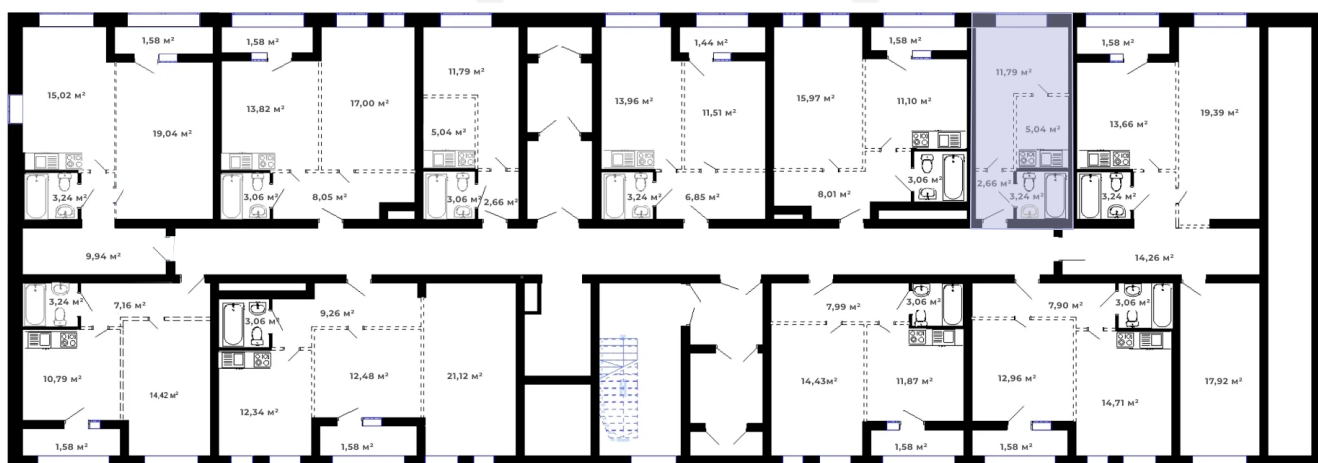 1,58 м²
1,58 м²
1,44 м²
1,58 м²
1,58 м²
15,02 м²
19,04 м²
13,82 м²
17,00 м²
11,79 м²
5,04 м²
13,96 м²
11,51 м²
15,97 м²
11,10 м²
11,79 м²
5,04 м²
13,66 м²
19,39 м²
3,24 м²
3,06 м²
8,05 м²
3,06 м²
2,66 м²
3,24 м²
6,85 м²
8,01 м²
3,06 м²
2,66 м²
3,24 м²
3,24 м²
9,94 м²
14,26 м²
3,24 м²
7,16 м²
3,06 м²
9,26 м²
7,99 м²
3,06 м²
7,90 м²
3,06 м²
10,79 м²
14,42 м²
12,34 м²
12,48 м²
21,12 м²
14,43м²
11,87 м²
12,96 м²
14,71 м²
17,92 м²
1,58 м²
1,58 м²
1,58 м²
1,58 м²